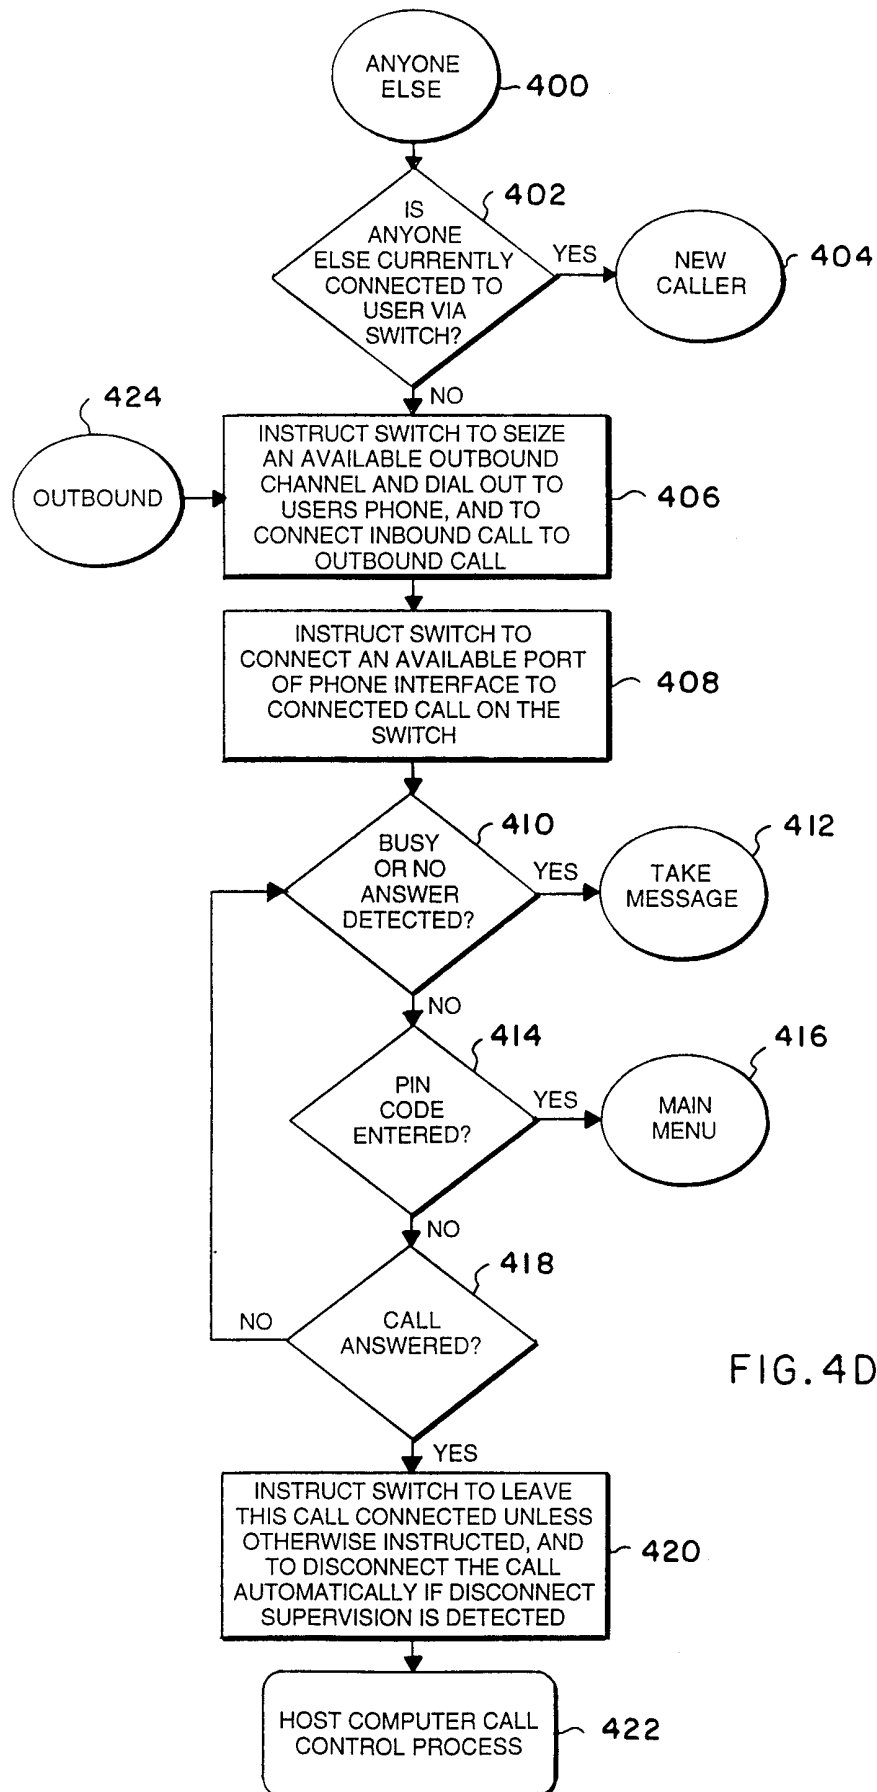 ANYONE
ELSE
400
402
IS
ANYONE
ELSE CURRENTLY
CONNECTED TO
USER VIA
SWITCH?
YES
NEW
CALLER
404
NO
424
OUTBOUND
INSTRUCT SWITCH TO SEIZE
AN AVAILABLE OUTBOUND
CHANNEL AND DIAL OUT TO
USERS PHONE, AND TO
CONNECT INBOUND CALL TO
OUTBOUND CALL
406
INSTRUCT SWITCH TO
CONNECT AN AVAILABLE PORT
OF PHONE INTERFACE TO
CONNECTED CALL ON THE
SWITCH
408
410
BUSY
OR NO
ANSWER
DETECTED?
YES
412
TAKE
MESSAGE
NO
414
PIN
CODE
ENTERED?
YES
416
MAIN
MENU
NO
418
CALL
ANSWERED?
NO
FIG. 4D
YES
INSTRUCT SWITCH TO LEAVE
THIS CALL CONNECTED UNLESS
OTHERWISE INSTRUCTED, AND
TO DISCONNECT THE CALL
AUTOMATICALLY IF DISCONNECT
SUPERVISION IS DETECTED
420
HOST COMPUTER CALL
CONTROL PROCESS
422